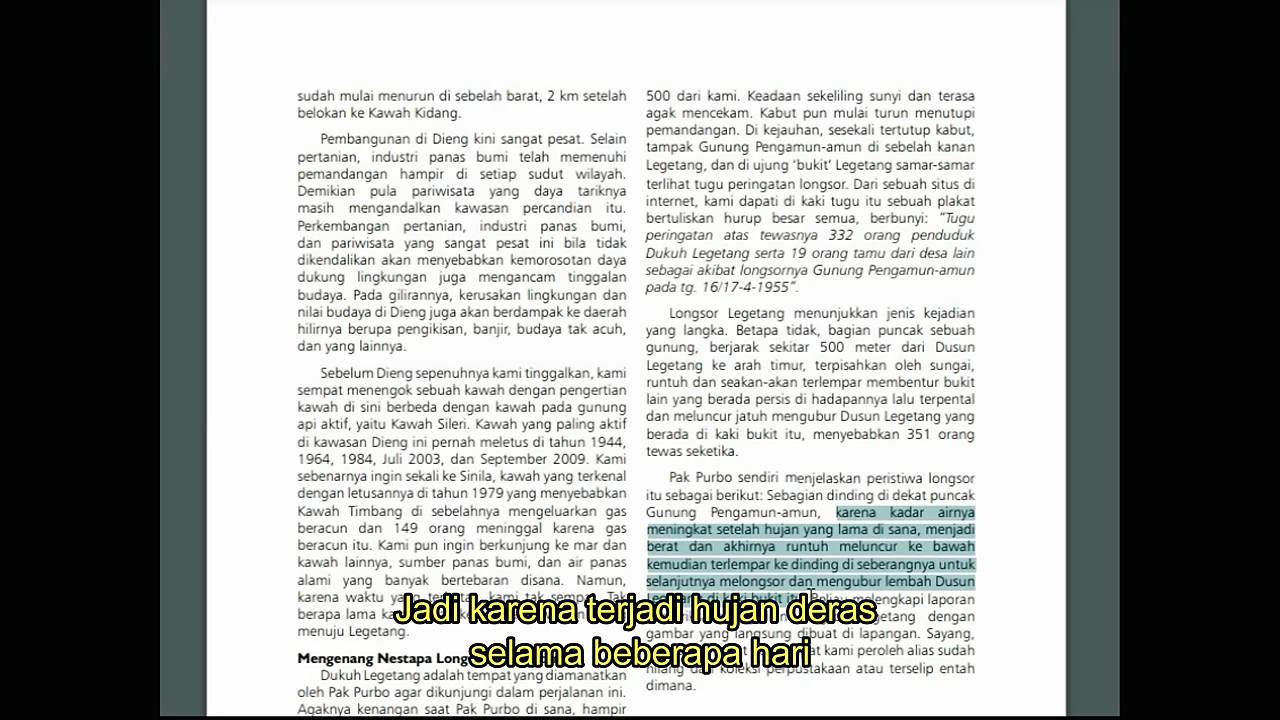 sudah mulai menurun di sebelah barat, 2 km setelah
belokan ke Kawah Kidang.
Pembangunan di Dieng kini sangat pesat. Selain
pertanian, industri panas bumi telah memenuhi
pemandangan hampir di setiap sudut wilayah.
Demikian pula pariwisata yang daya tariknya
masih mengandalkan kawasan percandian itu.
Perkembangan pertanian, industri panas bumi,
dan pariwisata yang sangat pesat ini bila tidak
dikendalikan akan menyebabkan kemorosotan daya
dukung lingkungan juga mengancam tinggalan
budaya. Pada gilirannya, kerusakan lingkungan dan
nilai budaya di Dieng juga akan berdampak ke daerah
hilirnya berupa pengikisan, banjir, budaya tak acuh,
dan yang lainnya.
Sebelum Dieng sepenuhnya kami tinggalkan, kami
sempat menengok sebuah kawah dengan pengertian
kawah di sini berbeda dengan kawah pada gunung
api aktif, yaitu Kawah Sileri. Kawah yang paling aktif
di kawasan Dieng ini pernah meletus di tahun 1944,
1964, 1984, Juli 2003, dan September 2009. Kami
sebenarnya ingin sekali ke Sinila, kawah yang terkenal
dengan letusannya di tahun 1979 yang menyebabkan
Kawah Timbang di sebelahnya mengeluarkan gas
beracun dan 149 orang meninggal karena gas
beracun itu. Kami pun ingin berkunjung ke mar dan
kawah lainnya, sumber panas bumi, dan air panas
alami yang banyak bertebaran disana. Namun,
karena waktu yang kami tak Tak
berapa lama
menuju Legetang.
Mengenang Nestapa
Dukuh Legetang adalah tempat yang diamanatkan
oleh Pak Purbo agar dikunjungi dalam perjalanan ini.
Agaknya kenangan saat Pak Purbo di sana, hampir
500 dari kami. Keadaan sekeliling sunyi dan terasa
agak mencekam. Kabut pun mulai turun menutupi
pemandangan. Di kejauhan, sesekali tertutup kabut,
tampak Gunung Pengamun-amun di sebelah kanan
Legetang, dan di ujung ‘bukit’ Legetang samar-samar
terlihat tugu peringatan longsor. Dari sebuah situs di
internet, kami dapati di kaki tugu itu sebuah plakat
bertuliskan hurup besar semua, berbunyi: “Tugu
peringatan atas tewasnya 332 orang penduduk
Dukuh Legetang serta 19 orang tamu dari desa lain
sebagai akibat longsornya Gunung Pengamun-amun
pada tg. 16/17-4-1955”.
Longsor Legetang menunjukkan jenis kejadian
yang langka. Betapa tidak, bagian puncak sebuah
gunung, berjarak sekitar 500 meter dari Dusun
Legetang ke arah timur, terpisahkan oleh sungai,
runtuh dan seakan-akan terlempar membentur bukit
lain yang berada persis di hadapannya lalu terpental
dan meluncur jatuh mengubur Dusun Legetang yang
berada di kaki bukit itu, menyebabkan 351 orang
tewas seketika.
Pak Purbo sendiri menjelaskan peristiwa longsor
itu sebagai berikut: Sebagian dinding di dekat puncak
Gunung Pengamun-amun, karena kadar airnya
meningkat setelah hujan yang lama di sana, menjadi
berat dan akhirnya runtuh meluncur ke bawah
kemudian terlempar ke dinding di seberangnya untuk
selanjutnya melongsor dan mengubur lembah Dusun
di kaki bukit itu. Beliau melengkapi laporan
dengan
gambar yang langsung dibuat di lapangan. Sayang,
kami peroleh alias sudah
hilang dari koleksi perpustakaan atau terselip entah
dimana.
Jadi karena terjadi hujan deras
selama beberapa hari